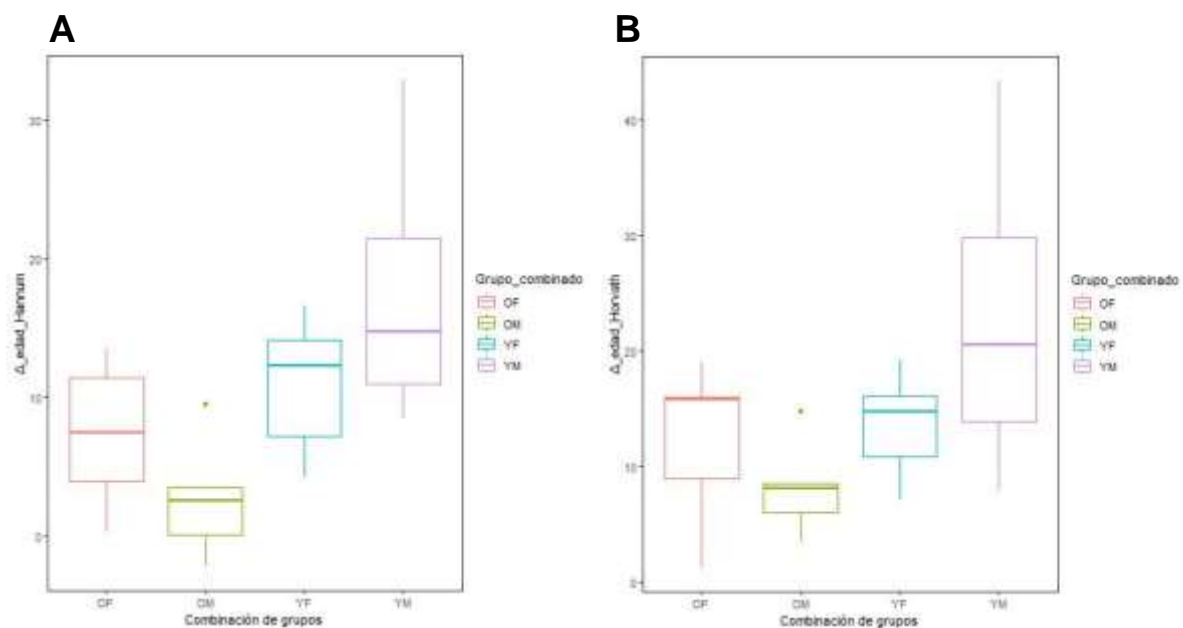 A
30
20
10
0
Δ_edad_Hannum
OF
OM
YF
YM
Combinación de grupos
Grupo_combinado
OF
OM
YF
YM
B
40
30
20
10
0
Δ_edad_Horvath
OF
OM
YF
YM
Combinación de grupos
Grupo_combinado
OF
OM
YF
YM